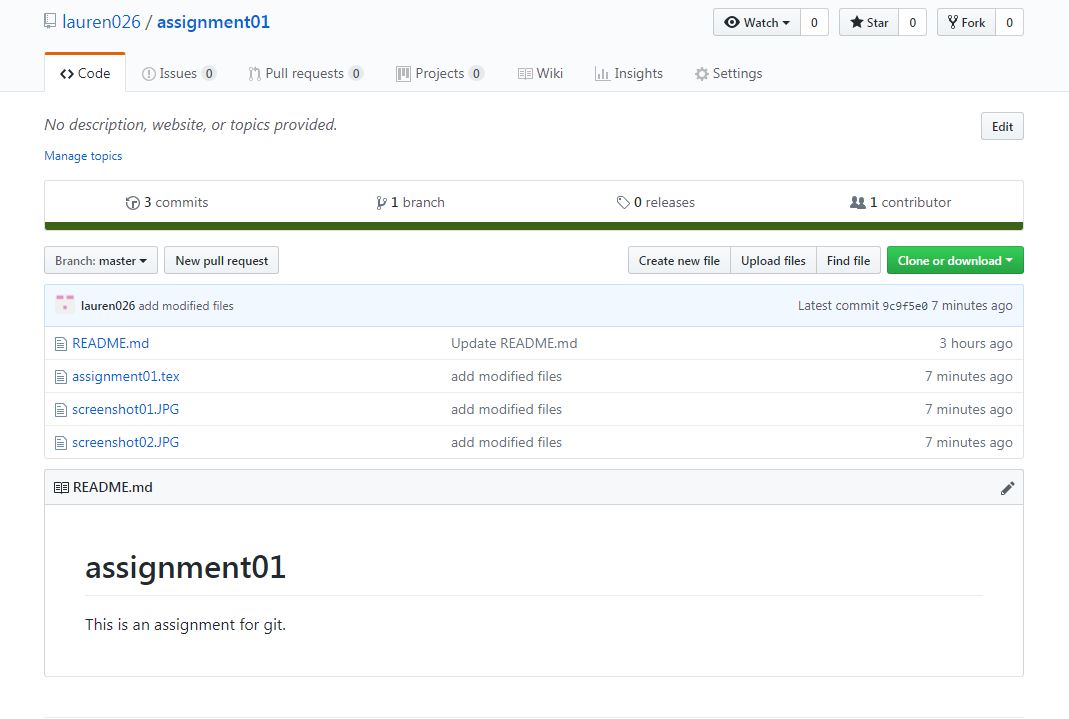 lauren026 / assignment01
Watch 0 Star 0 Fork 0
Code Issues 0 Pull requests 0 Projects 0 Wiki Insights Settings
No description, website, or topics provided. Edit
Manage topics
3 commits 1 branch 0 releases 1 contributor
Branch: master New pull request Create new file Upload files Find file Clone or download
lauren026 add modified files Latest commit 9c9f5e0 7 minutes ago
README.md Update README.md 3 hours ago
assignment01.tex add modified files 7 minutes ago
screenshot01.JPG add modified files 7 minutes ago
screenshot02.JPG add modified files 7 minutes ago
README.md
assignment01
This is an assignment for git.